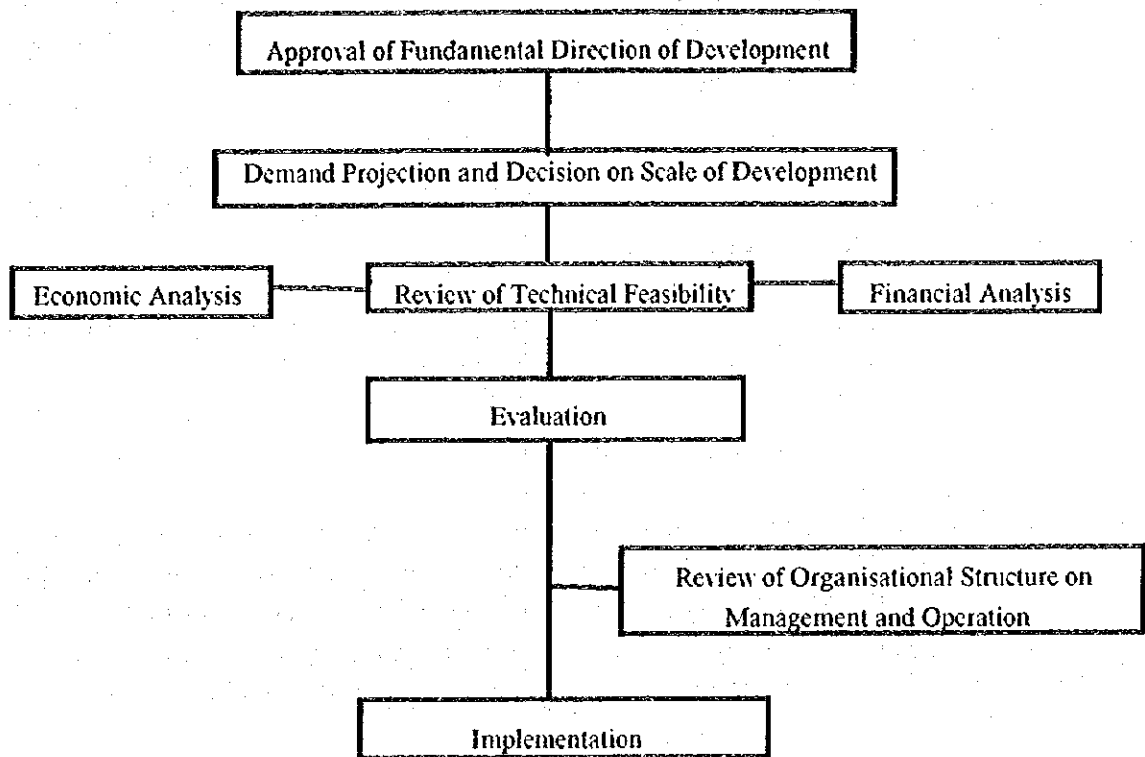 Approval of Fundamental Direction of Development
Demand Projection and Decision on Scale of Development
Economic Analysis
Review of Technical Feasibility
Financial Analysis
Evaluation
Review of Organisational Structure on
Management and Operation
Implementation